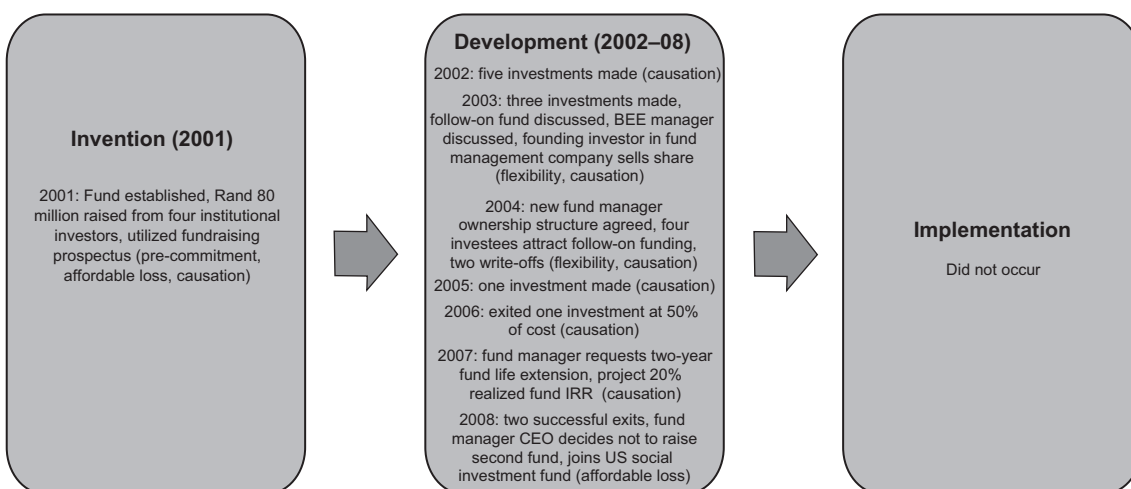 Invention (2001)
2001: Fund established, Rand 80
million raised from four institutional
investors, utilized fundraising
prospectus (pre-commitment,
affordable loss, causation)
Development (2002–08)
2002: five investments made (causation)
2003: three investments made,
follow-on fund discussed, BEE manager
discussed, founding investor in fund
management company sells share
(flexibility, causation)
2004: new fund manager
ownership structure agreed, four
investees attract follow-on funding,
two write-offs (flexibility, causation)
2005: one investment made (causation)
2006: exited one investment at 50%
of cost (causation)
2007: fund manager requests two-year
fund life extension, project 20%
realized fund IRR (causation)
2008: two successful exits, fund
manager CEO decides not to raise
second fund, joins US social
investment fund (affordable loss)
Implementation
Did not occur